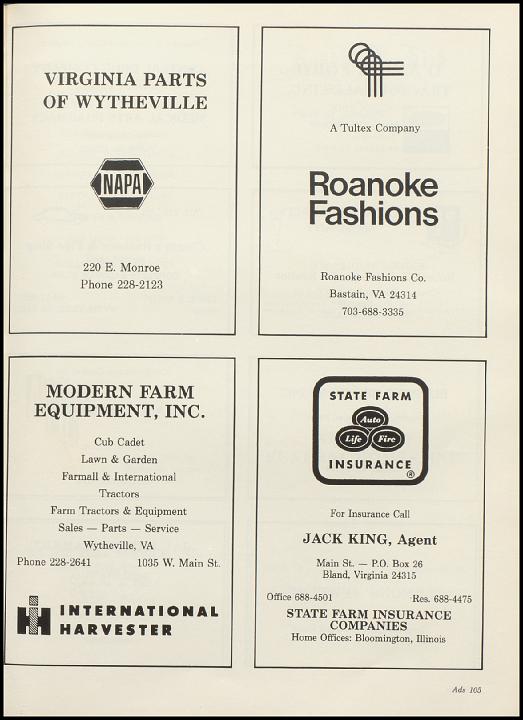 VIRGINIA PARTS
OF WYTHEVILLE
NAPA
220 E. Monroe
Phone 228-2123
A Tultex Company
Roanoke
Fashions
Roanoke Fashions Co.
Bastain, VA 24314
703-688-3335
MODERN FARM
EQUIPMENT, INC.
Cub Cadet
Lawn & Garden
Farmall & International
Tractors
Farm Tractors & Equipment
Sales — Parts — Service
Wytheville, VA
Phone 228-2641 1035 W. Main St.
INTERNATIONAL
HARVESTER
STATE FARM
Auto
Life Fire
INSURANCE
®
For Insurance Call
JACK KING, Agent
Main St. — P.O. Box 26
Bland, Virginia 24315
Office 688-4501 Res. 688-4475
STATE FARM INSURANCE
COMPANIES
Home Offices: Bloomington, Illinois
Ads 105